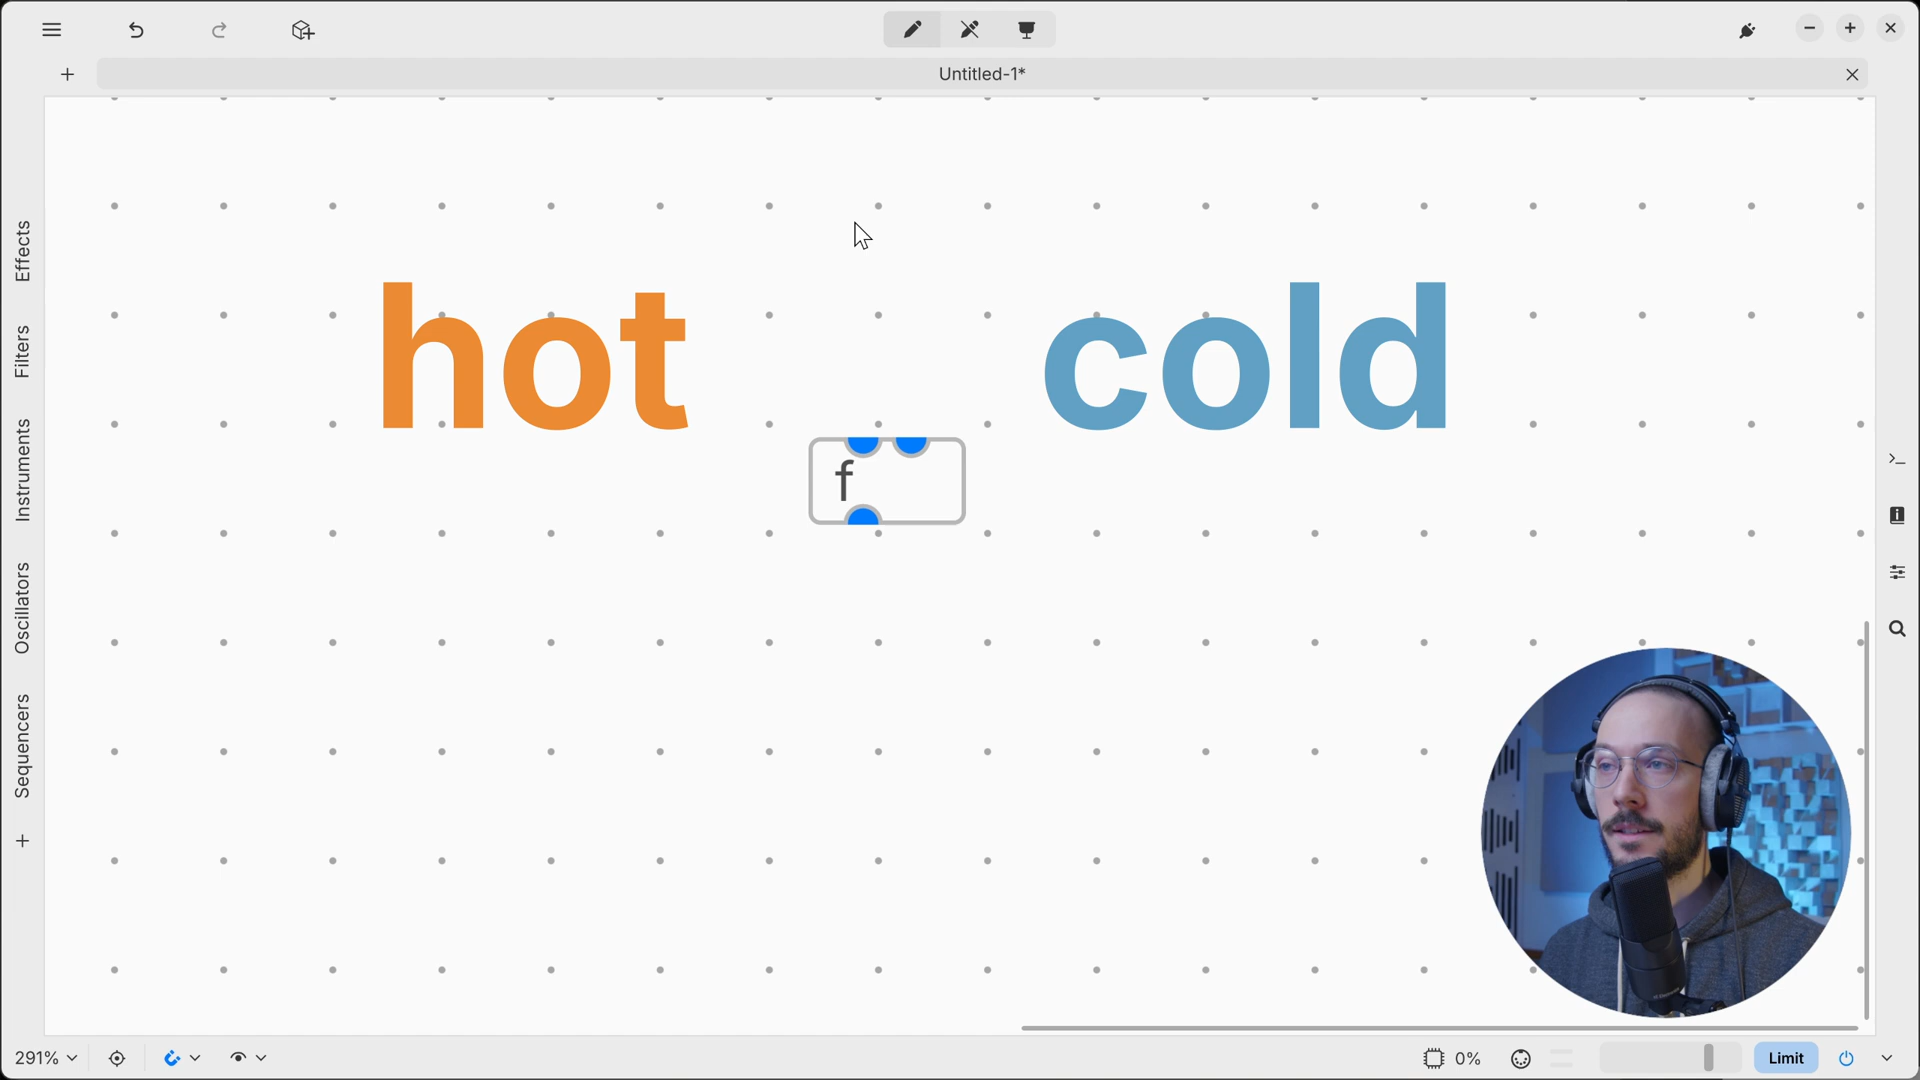 Untitled-1*
Effects
Filters
Instruments
Oscillators
Sequencers
hot
cold
f
291%
0%
Limit